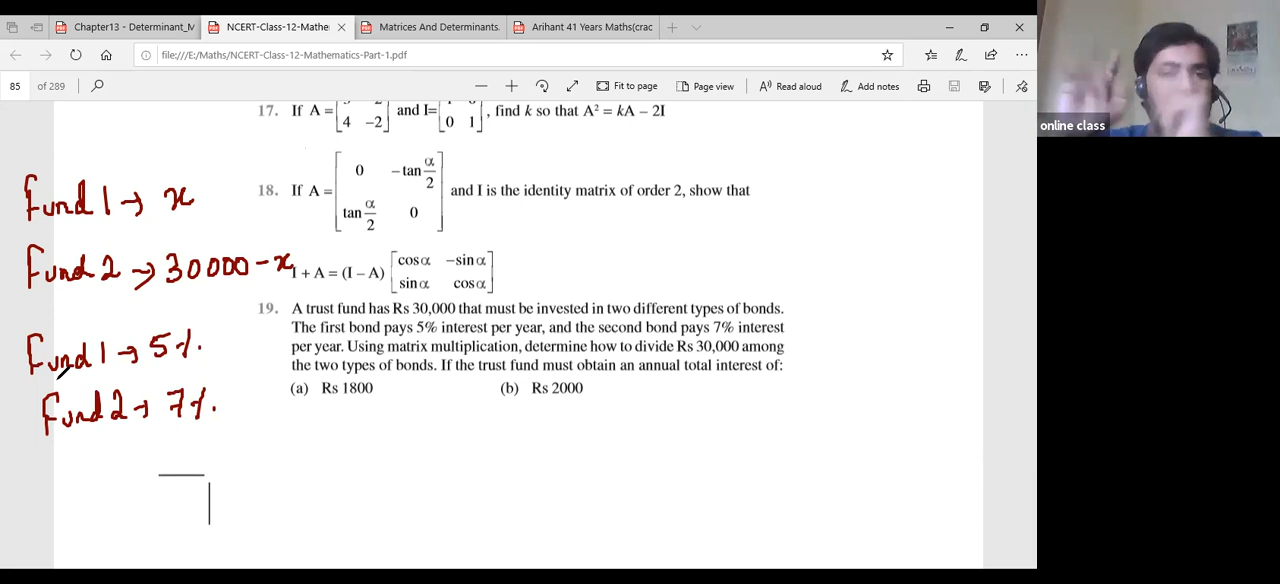 Chapter13 - Determinant_M
NCERT-Class-12-Mathe
Matrices And Determinants.
Arihant 41 Years Maths(crac
file:///E:/Maths/NCERT-Class-12-Mathematics-Part-1.pdf
85 of 289
Fit to page
Page view
Read aloud
Add notes
online class
17. If A = [4 −2] and I = [0 1], find k so that A² = kA − 2I
18. If A = [0 −tan α/2
tan α/2 0] and I is the identity matrix of order 2, show that
I + A = (I − A) [cos α −sin α
sin α cos α]
19. A trust fund has Rs 30,000 that must be invested in two different types of bonds.
The first bond pays 5% interest per year, and the second bond pays 7% interest
per year. Using matrix multiplication, determine how to divide Rs 30,000 among
the two types of bonds. If the trust fund must obtain an annual total interest of:
(a) Rs 1800 (b) Rs 2000
Fund 1 → x
Fund 2 → 30000 - x
Fund 1 → 5%.
Fund 2 → 7%.